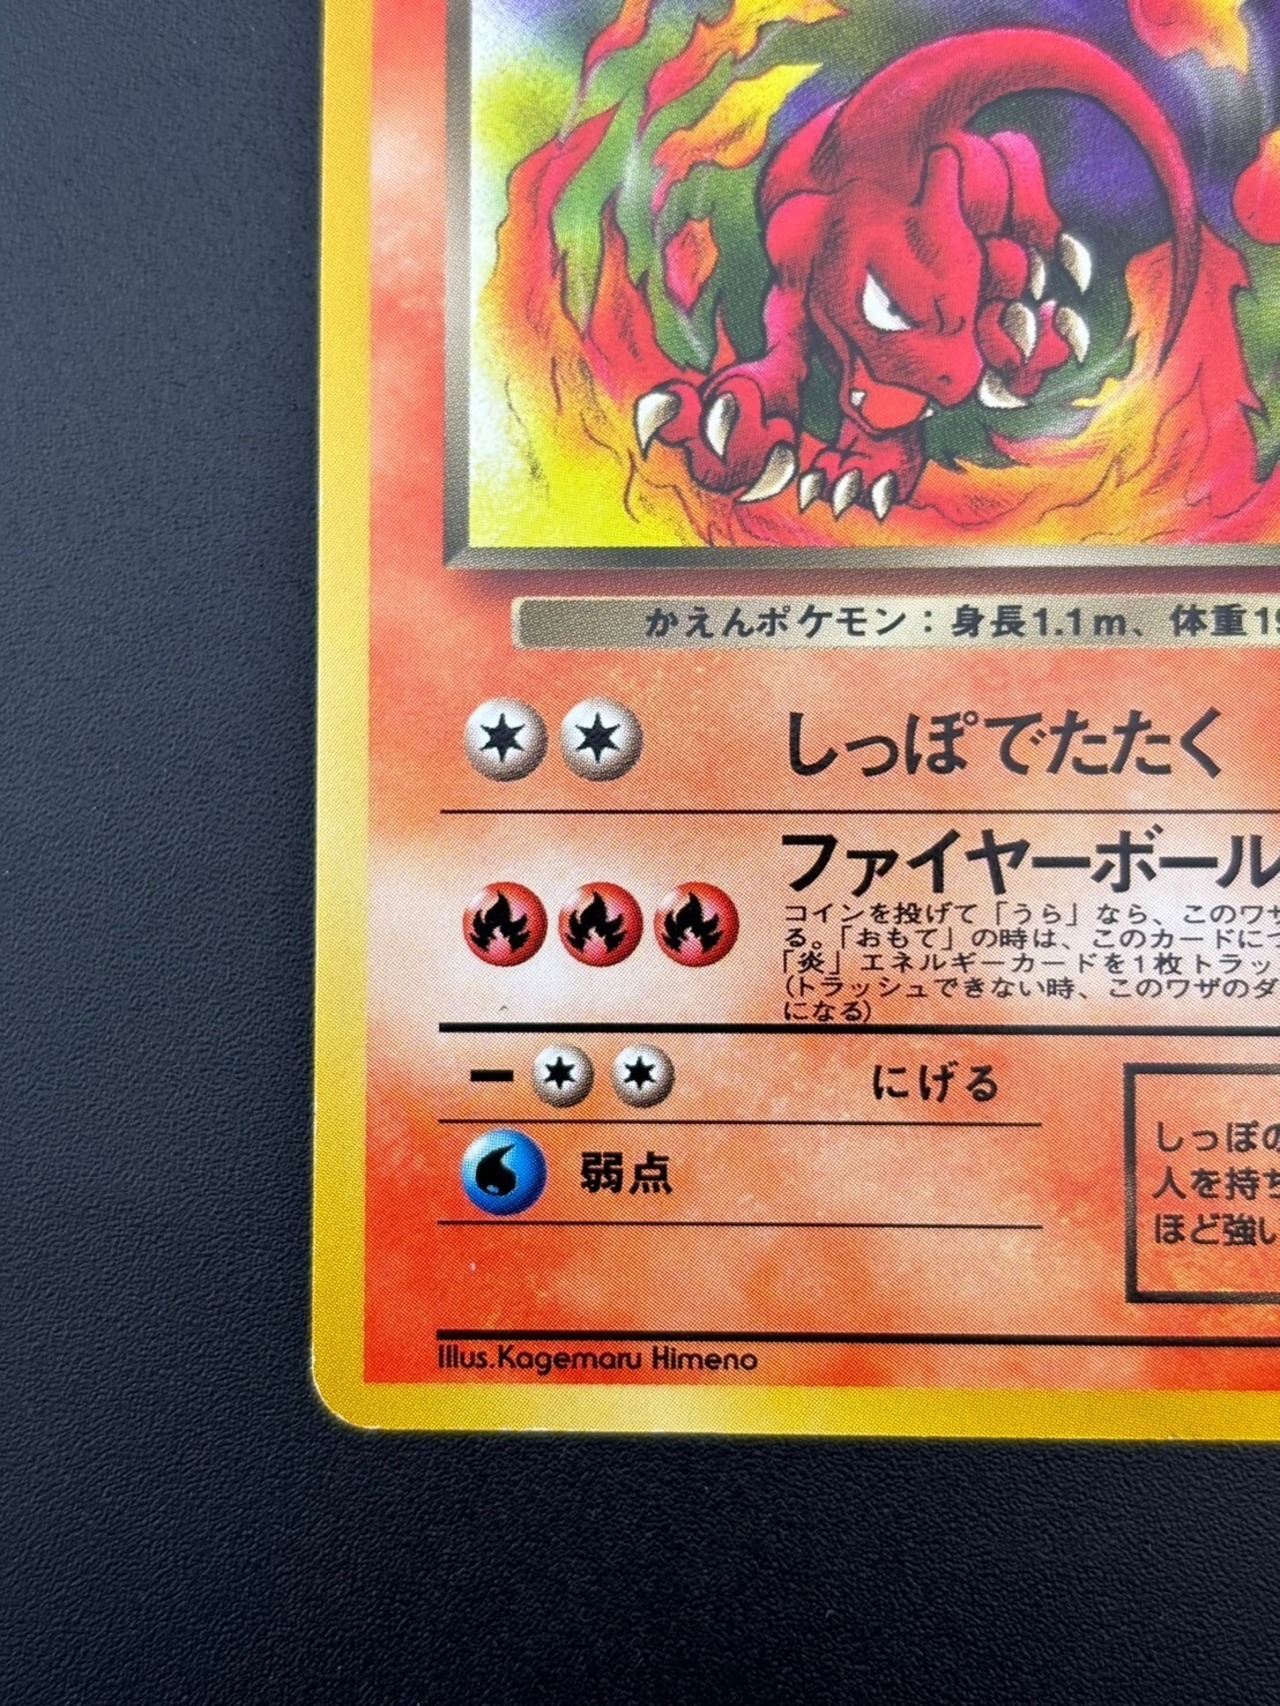 かえんポケモン：身長1.1m、体重19
しっぽでたたく
ファイヤーボール
コインを投げて「うら」なら、このワザ
る。「おもて」の時は、このカードにつ
「炎」エネルギーカードを1枚トラッ
(トラッシュできない時、このワザのダ
になる)
にげる
弱点
しっぽの
人を持ち
ほど強い
Illus.Kagemaru Himeno